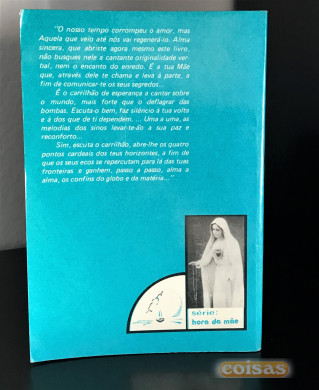 "O nosso tempo corrompeu o amor, mas
Aquela que veio até nós vai regenerá-lo. Alma
sincera, que abriste agora mesmo este livro,
não busques nele a cantante originalidade ver-
bal, nem o encanto do enredo. É a tua Mãe
que, através dele te chama e leva à parte, a
fim de comunicar-te os seus segredos...
É o carrilhão de esperança a cantar sobre
o mundo, mais forte que o deflagrar das
bombas. Escuta-o bem, faz silêncio à tua volta
e à dos que de ti dependem. ... Uma a uma, as
melodias dos sinos levar-te-ão a sua paz e
reconforto...
Sim, escuta o carrilhão, abre-lhe os quatro
pontos cardeais dos teus horizontes, a fim de
que os seus ecos se repercutam para lá das tuas
fronteiras e ganhem, passo a passo, alma a
alma, os confins do globo e da matéria..."
série:
hora da mãe
coisas